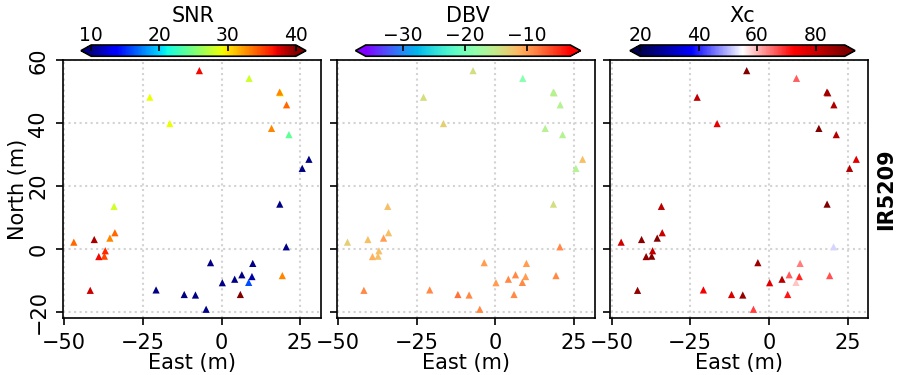 SNR DBV Xc
10 20 30 40 −30 −20 −10 20 40 60 80
60
40
20
0
−20
North (m)
IR5209
−50 −25 0 25 −50 −25 0 25 −50 −25 0 25
East (m) East (m) East (m)